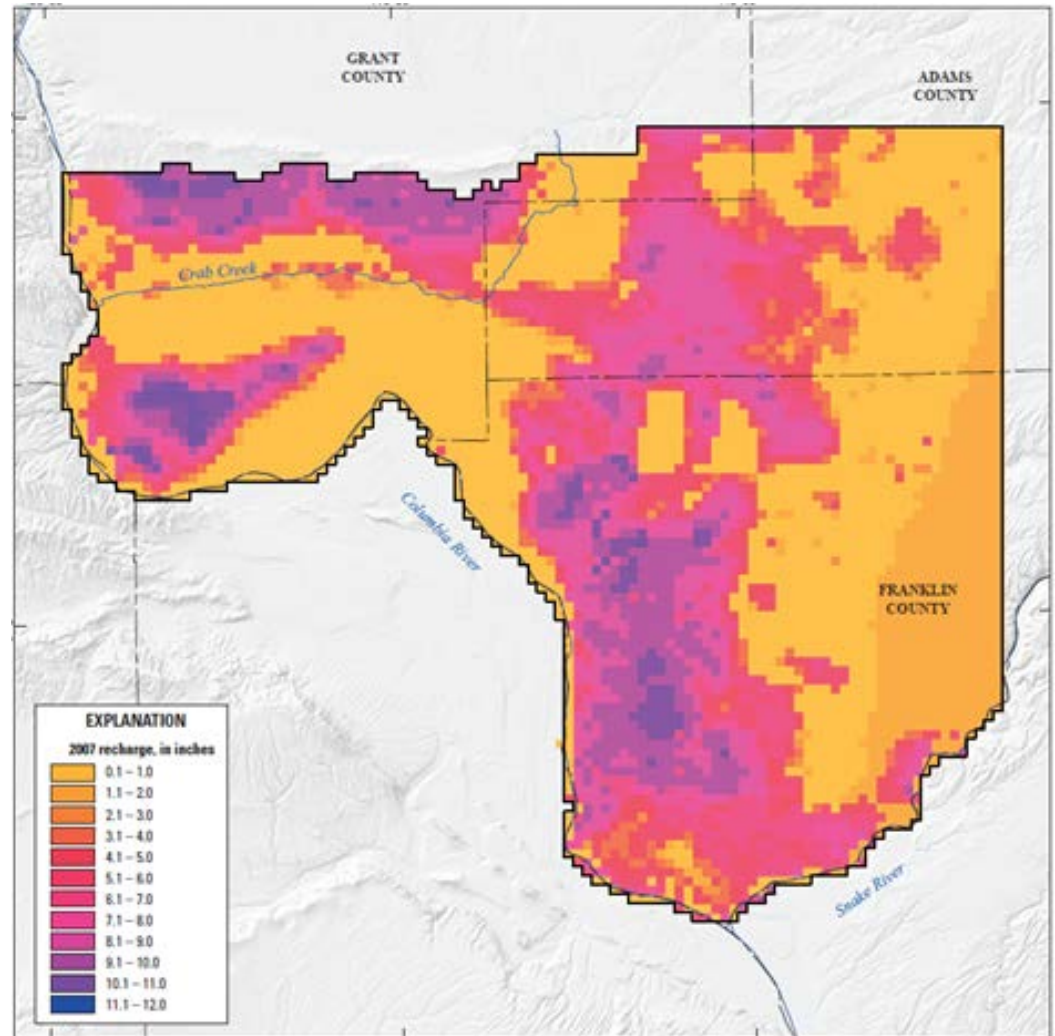 GRANT
COUNTY
ADAMS
COUNTY
Crab Creek
Columbia River
FRANKLIN
COUNTY
Snake River
EXPLANATION
2007 recharge, in inches
0.1 – 1.0
1.1 – 2.0
2.1 – 3.0
3.1 – 4.0
4.1 – 5.0
5.1 – 6.0
6.1 – 7.0
7.1 – 8.0
8.1 – 9.0
9.1 – 10.0
10.1 – 11.0
11.1 – 12.0